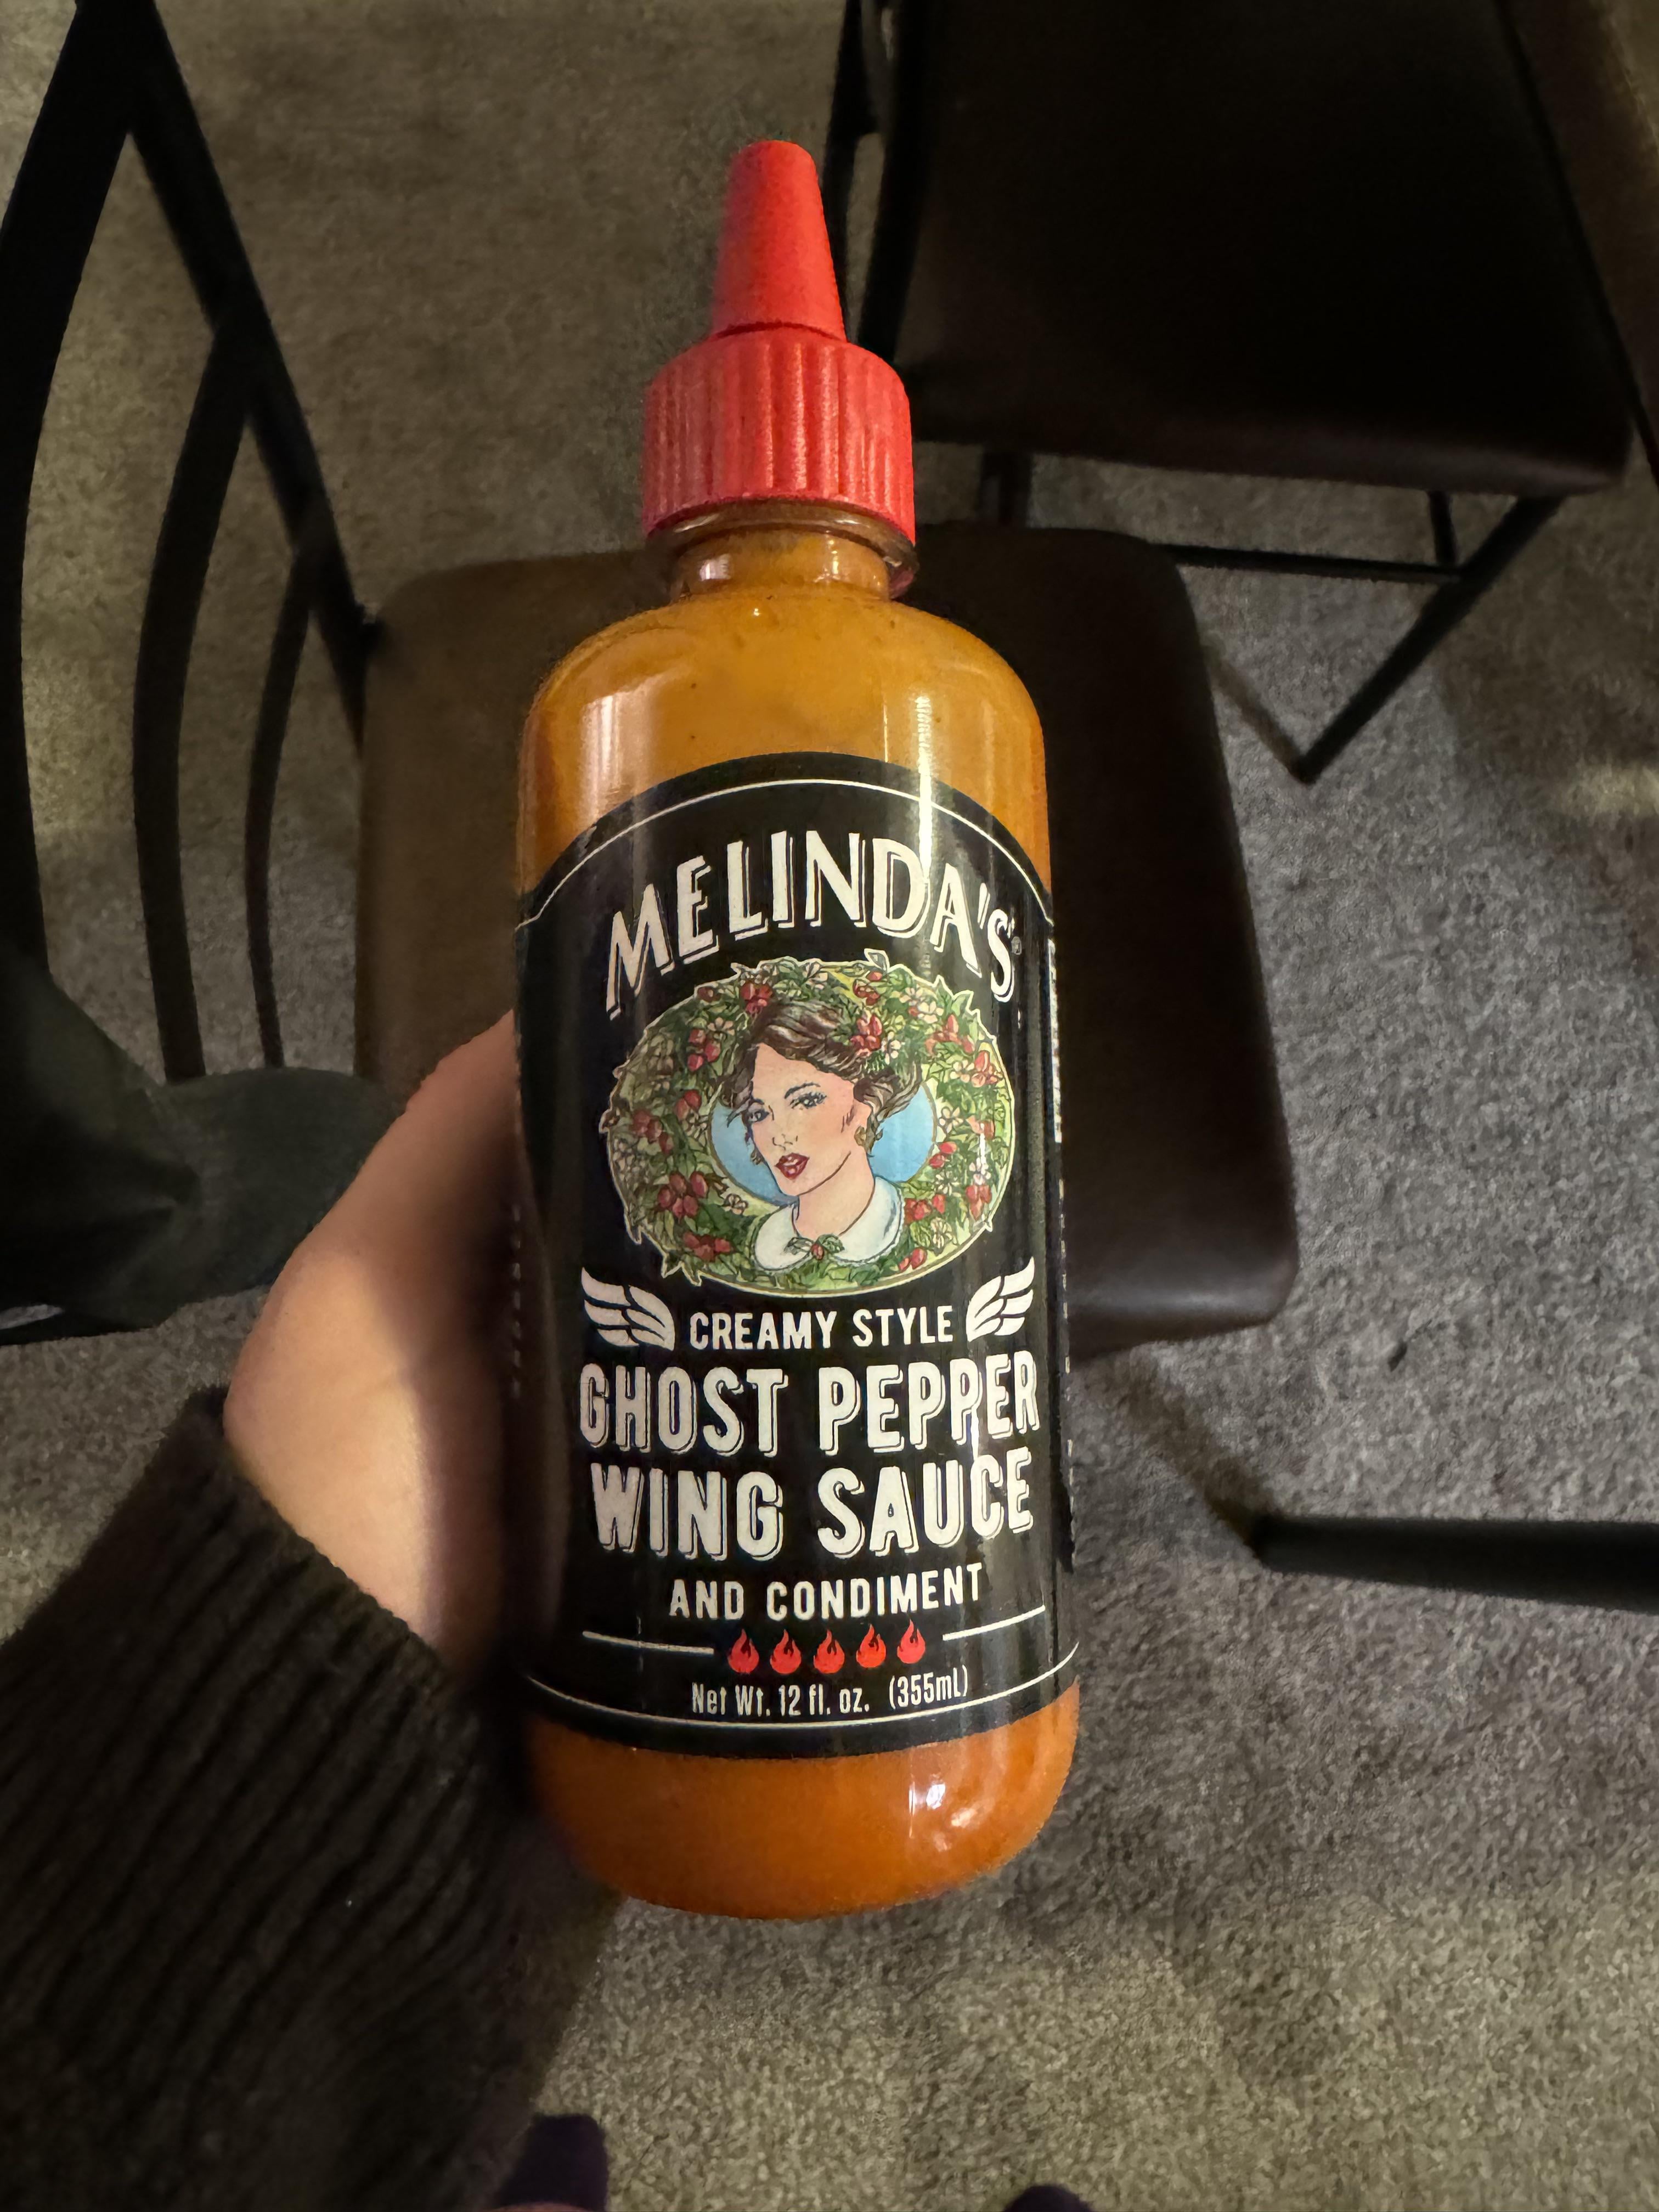 MELINDA'S®
CREAMY STYLE
GHOST PEPPER
WING SAUCE
AND CONDIMENT
Net Wt. 12 fl. oz. (355mL)